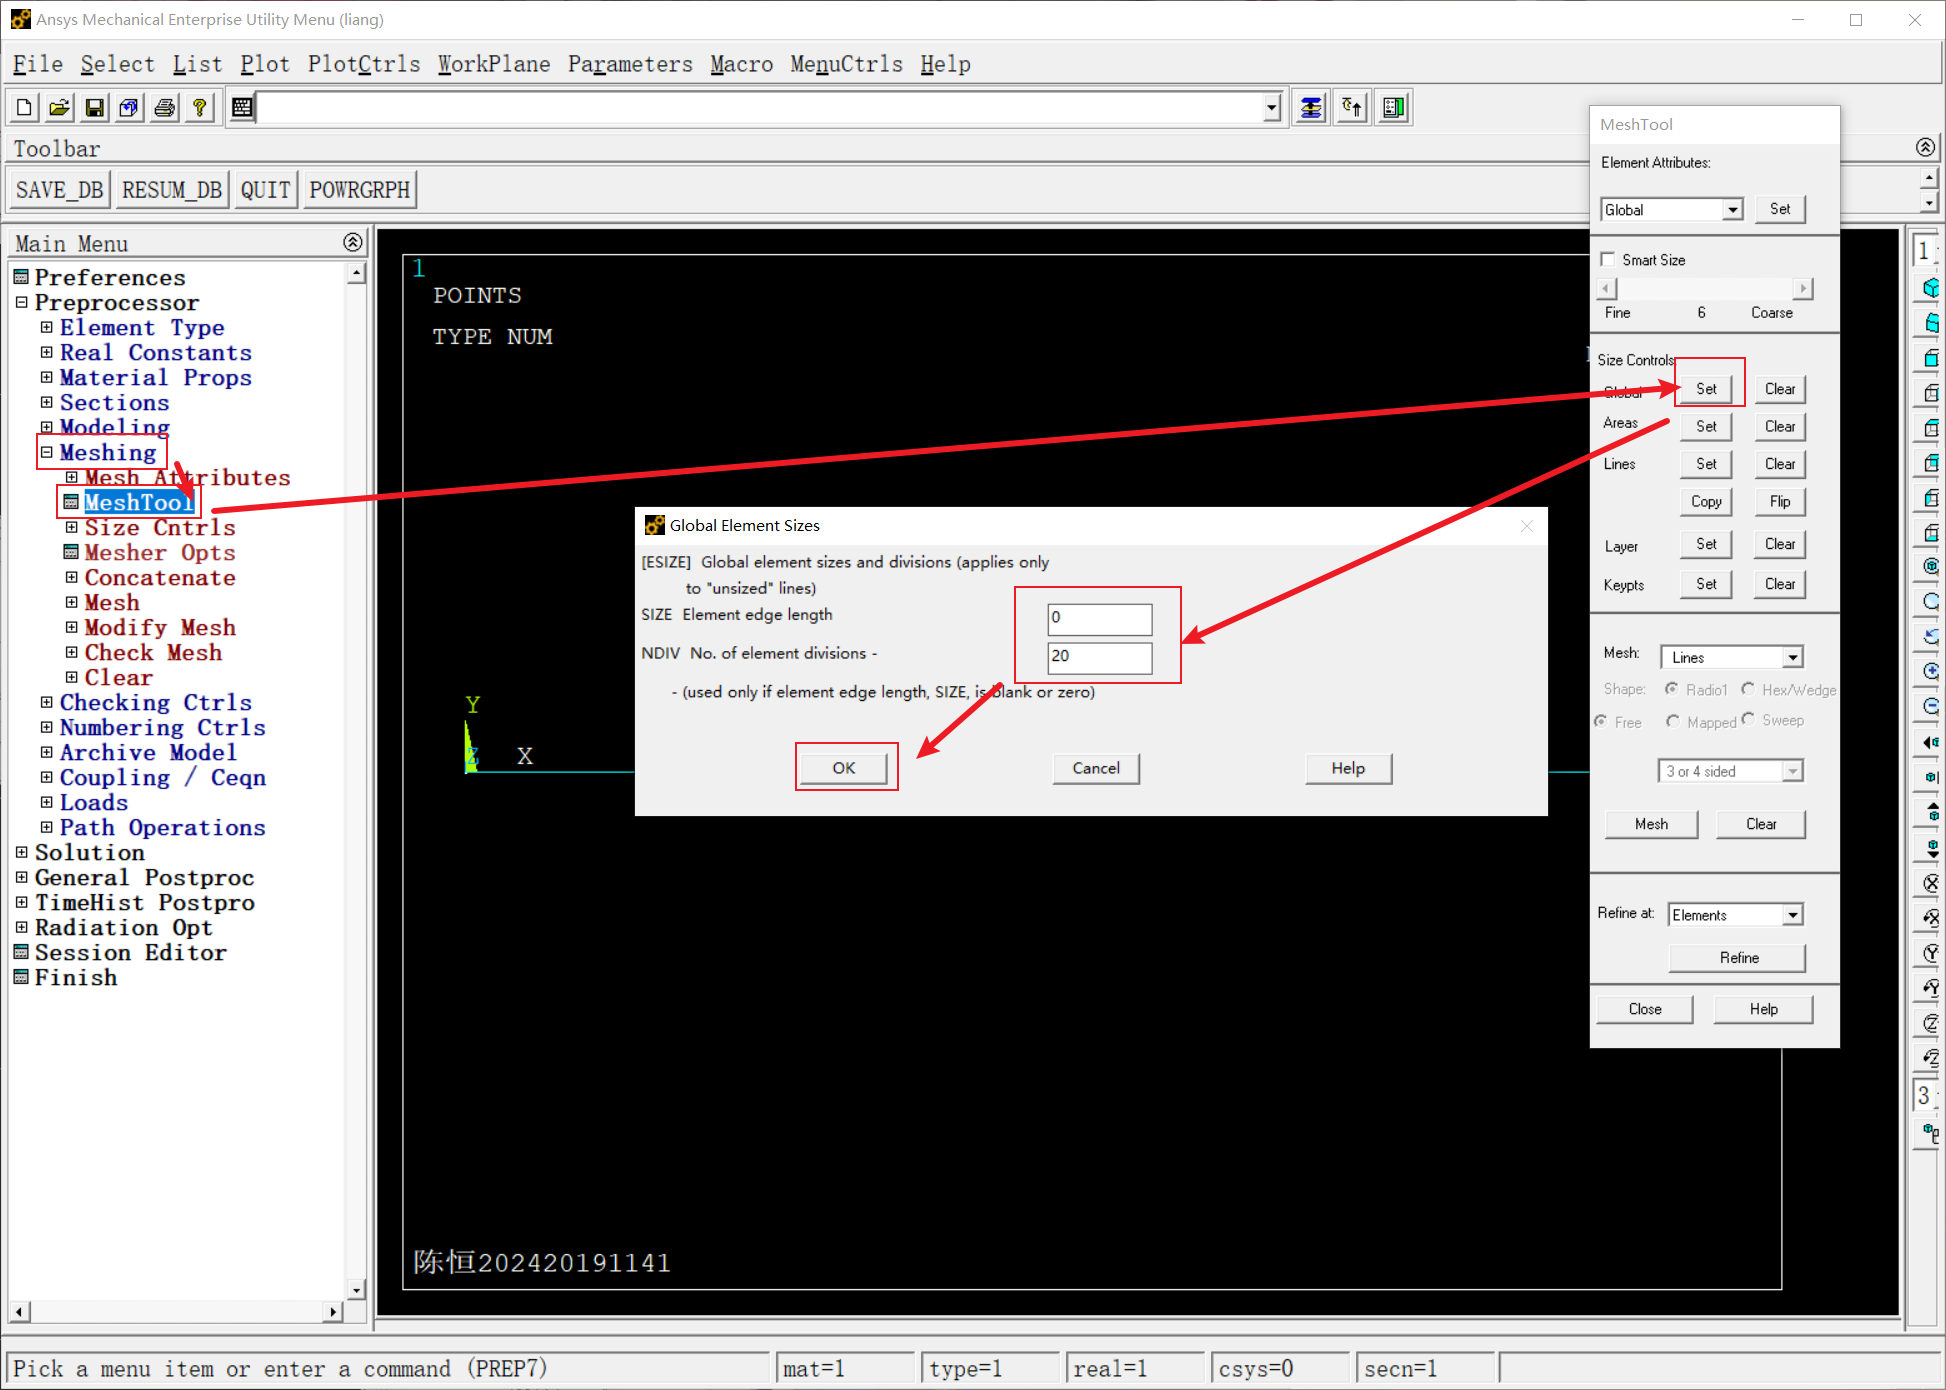 Ansys Mechanical Enterprise Utility Menu (liang)
File Select List Plot PlotCtrls WorkPlane Parameters Macro MenuCtrls Help
Toolbar
SAVE_DB RESUM_DB QUIT POWRGRPH
Main Menu
Preferences
Preprocessor
Element Type
Real Constants
Material Props
Sections
Modeling
Meshing
Mesh Attributes
MeshTool
Size Cntrls
Mesher Opts
Concatenate
Mesh
Modify Mesh
Check Mesh
Clear
Checking Ctrls
Numbering Ctrls
Archive Model
Coupling / Ceqn
Loads
Path Operations
Solution
General Postproc
TimeHist Postpro
Radiation Opt
Session Editor
Finish
1
POINTS
TYPE NUM
Y
Z X
陈恒202420191141
Global Element Sizes
[ESIZE] Global element sizes and divisions (applies only
to "unsized" lines)
SIZE Element edge length 0
NDIV No. of element divisions - 20
- (used only if element edge length, SIZE, is blank or zero)
OK Cancel Help
MeshTool
Element Attributes:
Global Set
Smart Size
Fine 6 Coarse
Size Controls
Global Set Clear
Areas Set Clear
Lines Set Clear
Copy Flip
Layer Set Clear
Keypts Set Clear
Mesh: Lines
Shape: Radio1 Hex/Wedge
Free Mapped Sweep
3 or 4 sided
Mesh Clear
Refine at: Elements
Refine
Close Help
1
3
Pick a menu item or enter a command (PREP7) mat=1 type=1 real=1 csys=0 secn=1